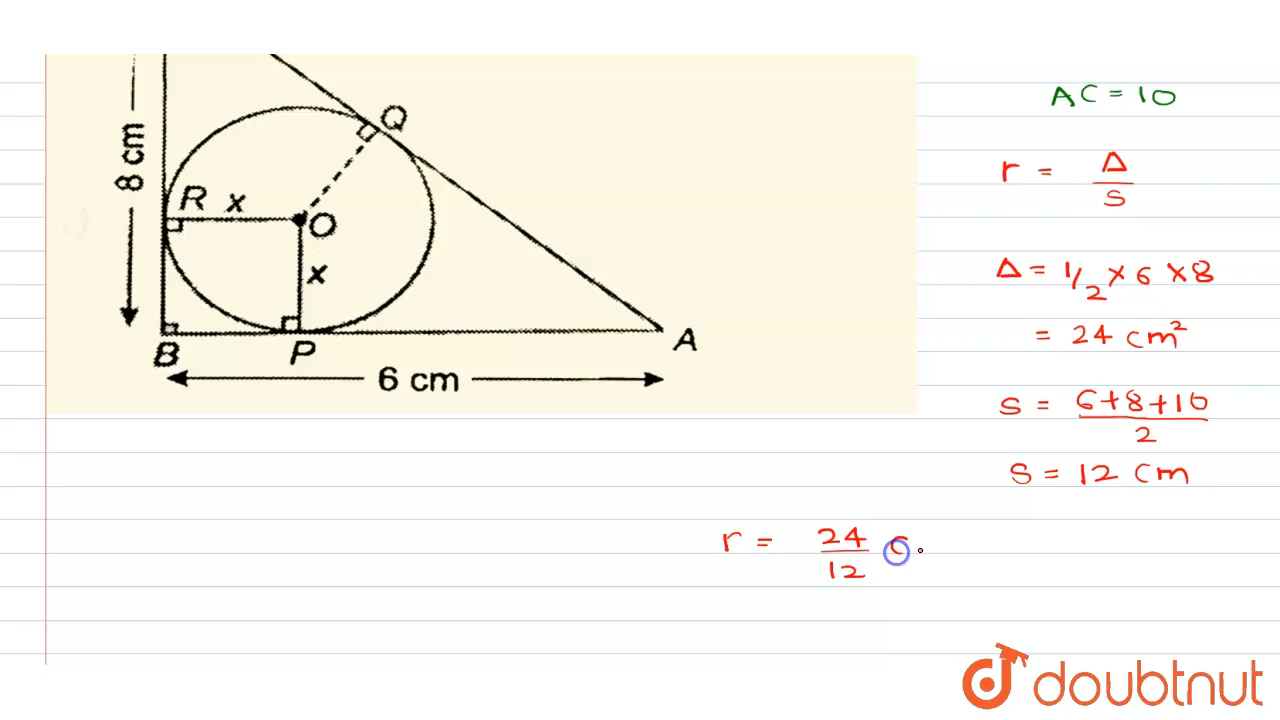 8 cm
Q
R x
O
x
B P A
6 cm
AC = 10
r = Δ/s
Δ = 1/2 × 6 × 8
= 24 cm²
s = 6+8+10/2
s = 12 cm
r = 24/12 c
doubtnut